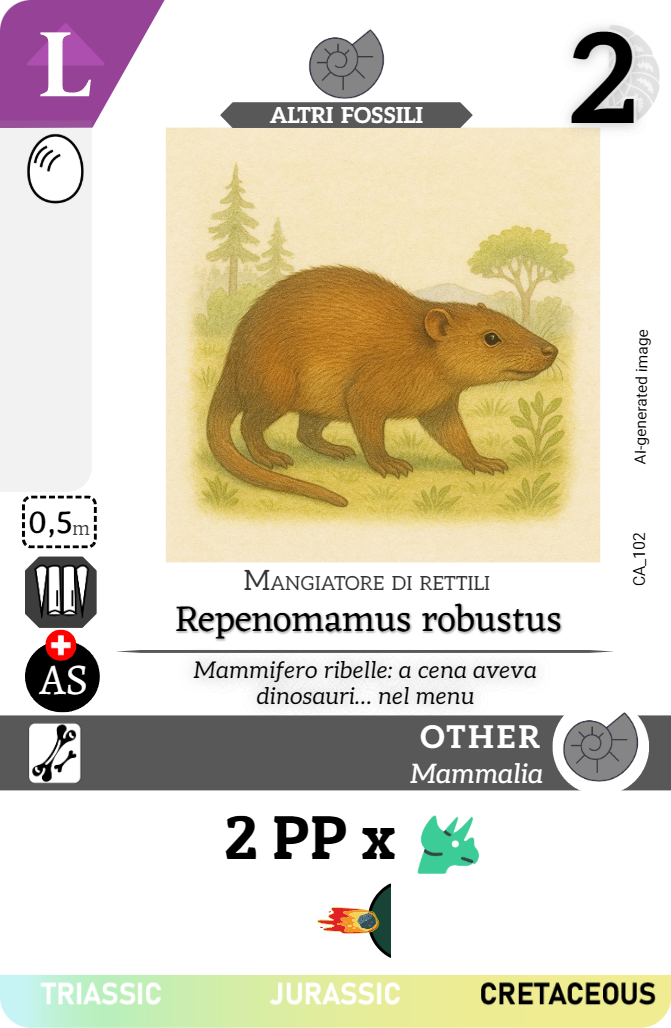 L
ALTRI FOSSILI
2
AI-generated image
CA_102
0,5m
AS
MANGIATORE DI RETTILI
Repenomamus robustus
Mammifero ribelle: a cena aveva
dinosauri... nel menu
OTHER
Mammalia
2 PP x
TRIASSIC JURASSIC CRETACEOUS